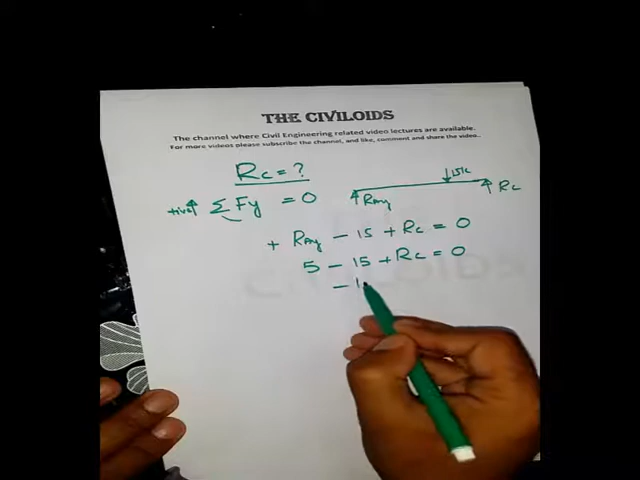 THE CIVILOIDS
The channel where Civil Engineering related video lectures are available.
For more videos please subscribe the channel, and like, comment and share the video..
Rc = ?
+tive↑ ΣFy = 0
↓15k
↑RAy ↑Rc
+ RAy - 15 + Rc = 0
5 - 15 + Rc = 0
- 1